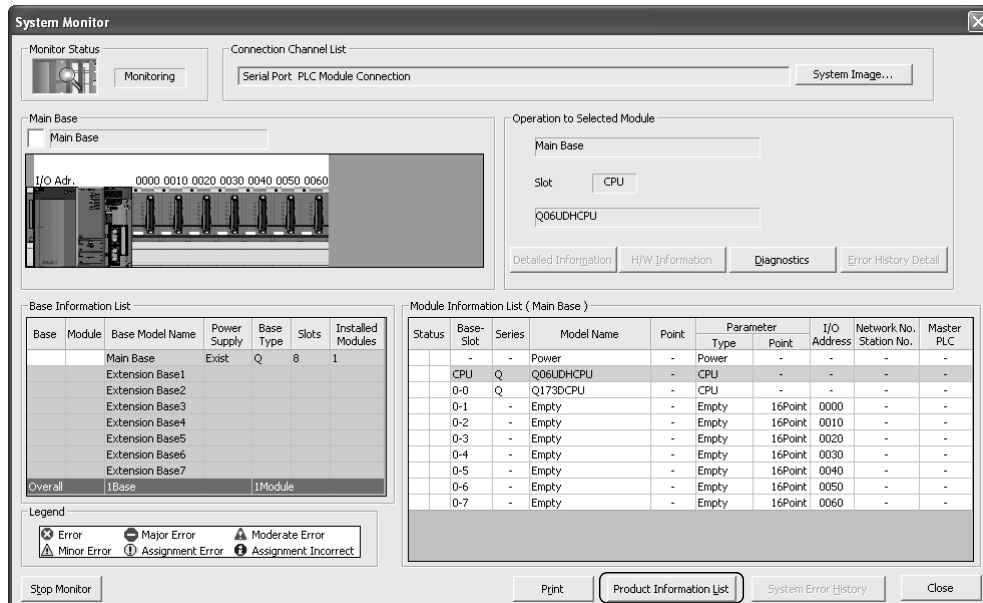 System Monitor
Monitor Status
Monitoring
Connection Channel List
Serial Port PLC Module Connection
System Image...
Main Base
Main Base
I/O Adr. 0000 0010 0020 0030 0040 0050 0060
Operation to Selected Module
Main Base
Slot CPU
Q06UDHCPU
Detailed Information H/W Information Diagnostics Error History Detail
Base Information List
Base Module Base Model Name Power Supply Base Type Slots Installed Modules
Main Base Exist Q 8 1
Extension Base1
Extension Base2
Extension Base3
Extension Base4
Extension Base5
Extension Base6
Extension Base7
Overall 1Base 1Module
Legend
Error Major Error Moderate Error
Minor Error Assignment Error Assignment Incorrect
Module Information List ( Main Base )
Status Base-Slot Series Model Name Point Parameter Type Point I/O Address Network No. Station No. Master PLC
- - Power - Power - - - -
CPU Q Q06UDHCPU - CPU - - - -
0-0 Q Q173DCPU - CPU - - - -
0-1 - Empty - Empty 16Point 0000 - -
0-2 - Empty - Empty 16Point 0010 - -
0-3 - Empty - Empty 16Point 0020 - -
0-4 - Empty - Empty 16Point 0030 - -
0-5 - Empty - Empty 16Point 0040 - -
0-6 - Empty - Empty 16Point 0050 - -
0-7 - Empty - Empty 16Point 0060 - -
Stop Monitor Print Product Information List System Error History Close